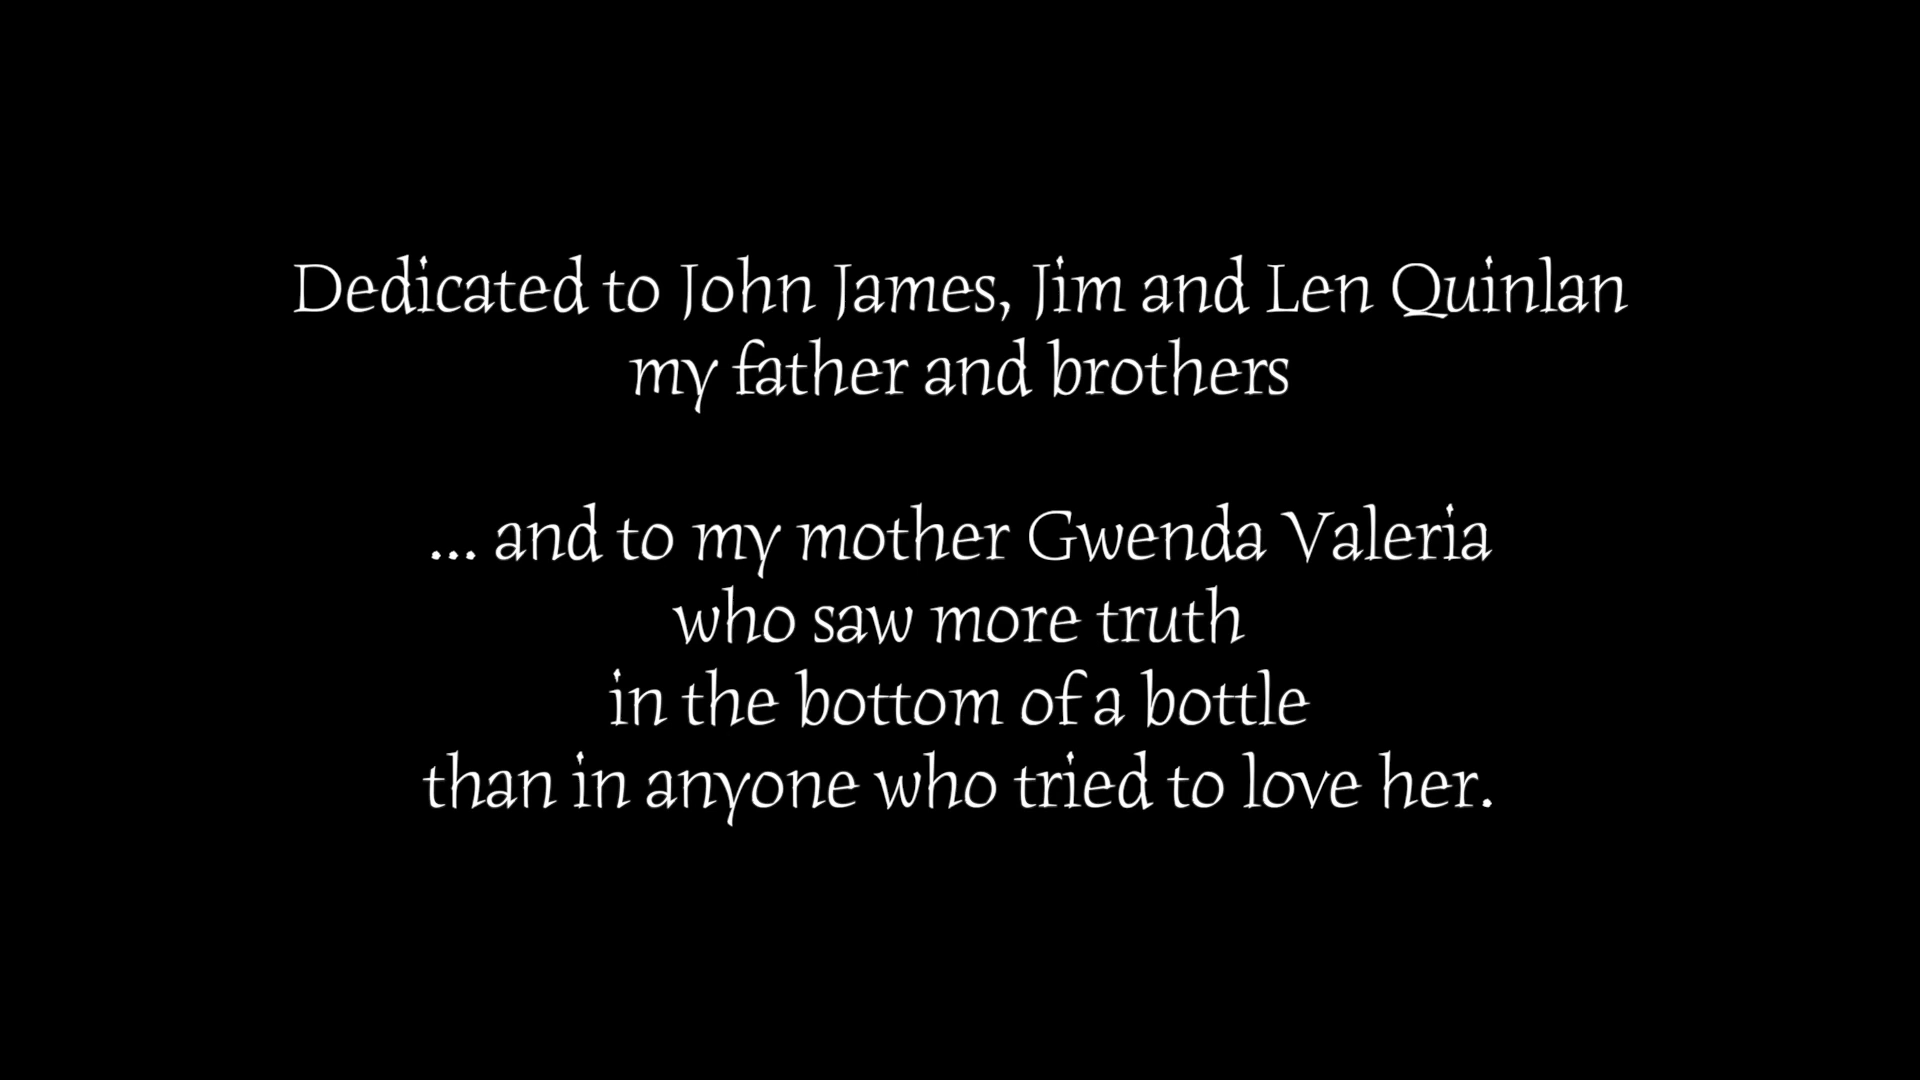 Dedicated to John James, Jim and Len Quinlan
my father and brothers
... and to my mother Gwenda Valeria
who saw more truth
in the bottom of a bottle
than in anyone who tried to love her.